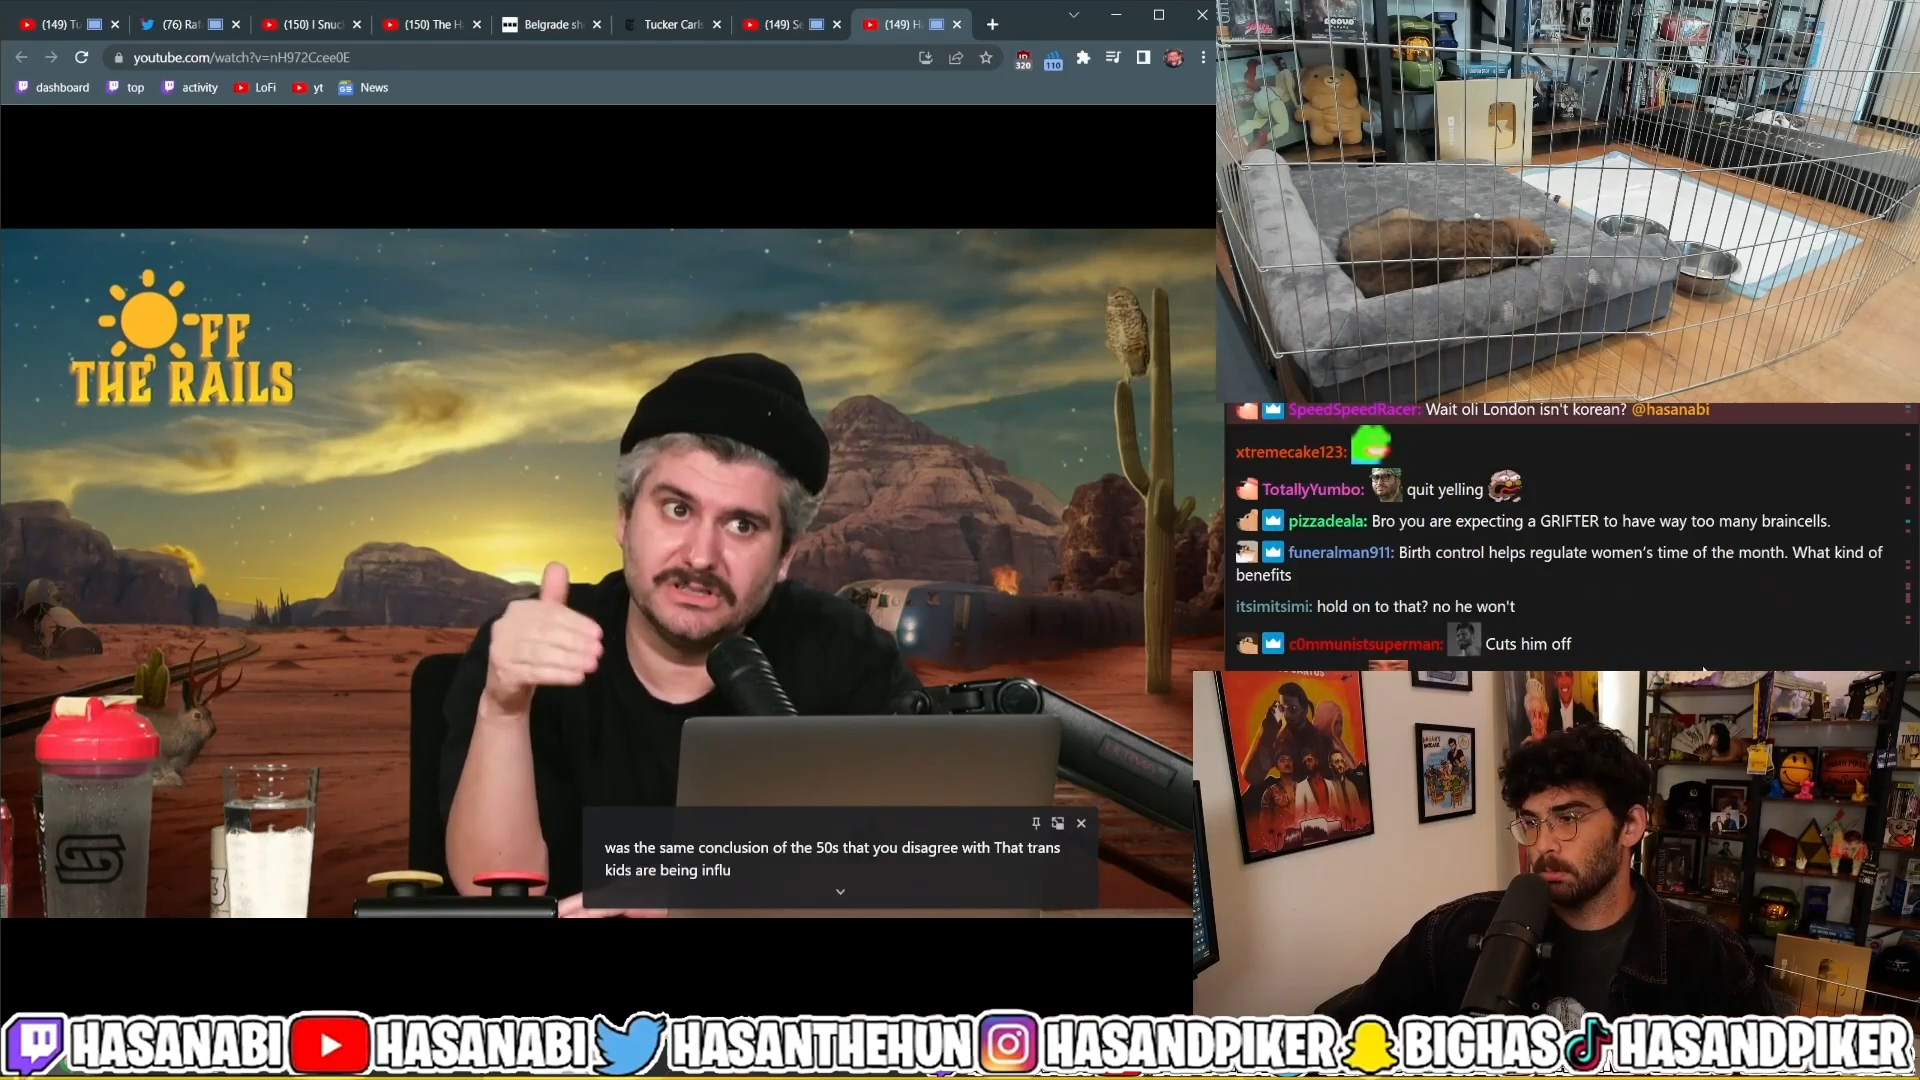 (149) Tu
(76) Raf
(150) I Snuc
(150) The H
Belgrade sh
Tucker Carls
(149) Se
(149) H
youtube.com/watch?v=nH972Ccee0E
320
110
dashboard
top
activity
LoFi
yt
News
OFF
THE RAILS
was the same conclusion of the 50s that you disagree with That trans
kids are being influ
SpeedSpeedRacer: Wait oli London isn't korean? @hasanabi
xtremecake123:
TotallyYumbo: quit yelling
pizzadeala: Bro you are expecting a GRIFTER to have way too many braincells.
funeralman911: Birth control helps regulate women's time of the month. What kind of
benefits
itsimitsimi: hold on to that? no he won't
c0mmunistsuperman: Cuts him off
HASANABI HASANABI HASANTHEHUN HASANDPIKER BIGHAS HASANDPIKER